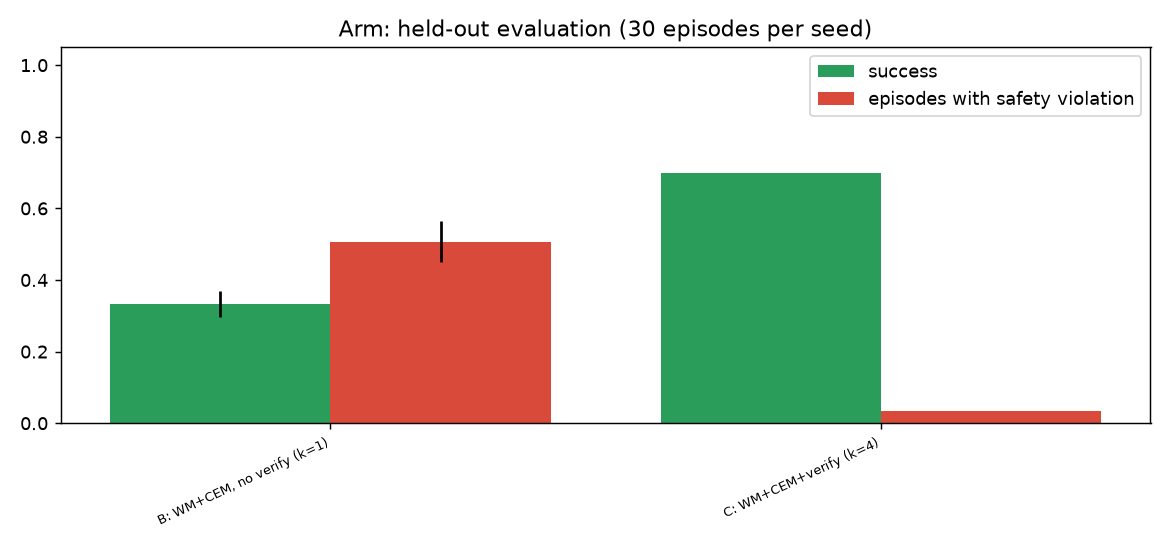 Arm: held-out evaluation (30 episodes per seed)
success
episodes with safety violation
1.0
0.8
0.6
0.4
0.2
0.0
B: WM+CEM, no verify (k=1)
C: WM+CEM+verify (k=4)